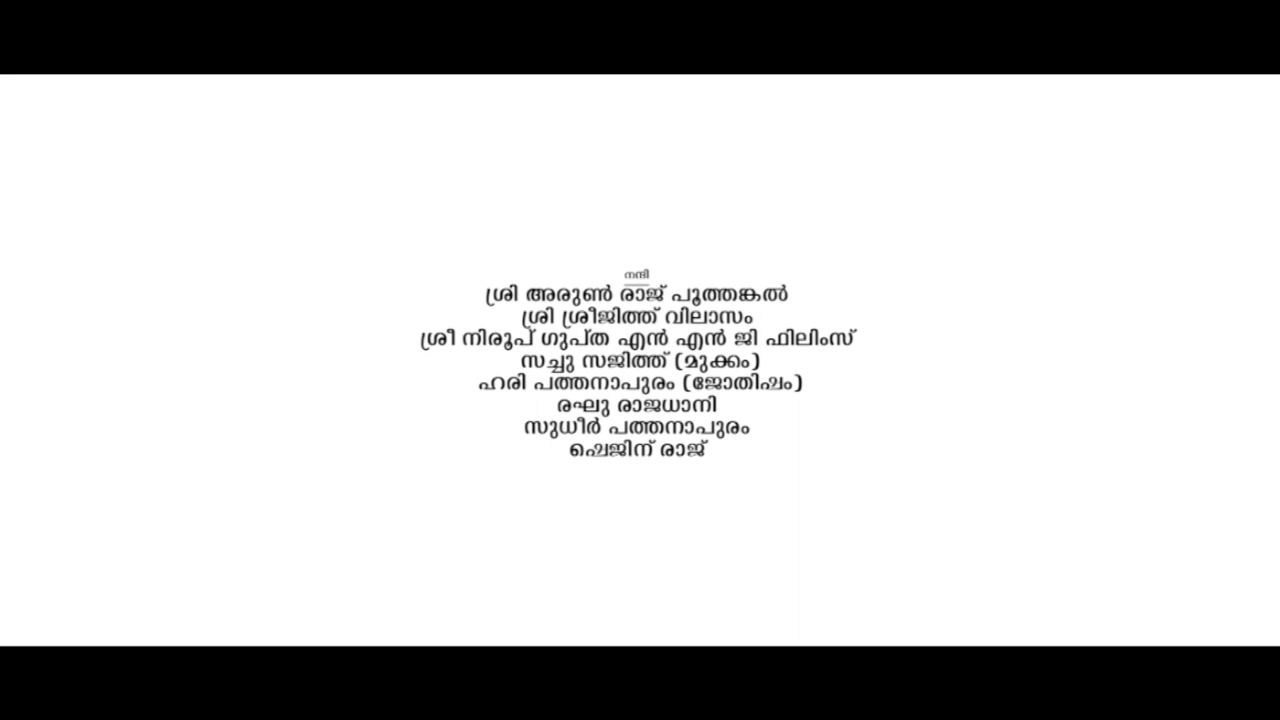 നന്ദി
ശ്രി അരുൺ രാജ് പൂത്തങ്കൽ
ശ്രി ശ്രീജിത്ത് വിലാസം
ശ്രീ നിരൂപ് ഗുപ്ത എൻ എൻ ജി ഫിലിംസ്
സച്ചു സജിത്ത് (മുക്കം)
ഹരി പത്തനാപുരം (ജോതിഷം)
രഘു രാജധാനി
സുധീർ പത്തനാപുരം
ഷെജിന് രാജ്